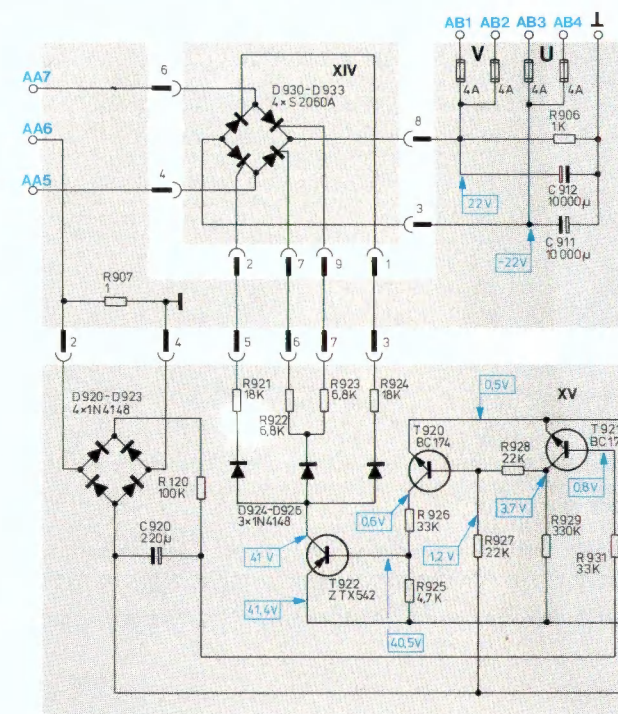 AB1 AB2 AB3 AB4 ⊥
V U
4A 4A 4A 4A
AA7
6
XIV
D930-D933
4×S2060A
8
R906
1K
AA6
AA5
4
C912
10000µ
22V
3
C911
10 000µ
-22V
2 7 9 1
R907
1
2 4 5 6 7 3
D920-D923
4×1N4148
R921
18K
R922
6,8K
R923
6,8K
R924
18K
0,5V
XV
T920
BC174
T921
R928
22K
R120
100K
D924-D925
3×1N4148
0,6V
R926
33K
3,7V
0,8V
C920
220µ
R929
330K
R927
22K
R931
33K
41V
1,2V
T922
ZTX542
R925
4,7K
41,4V
40,5V